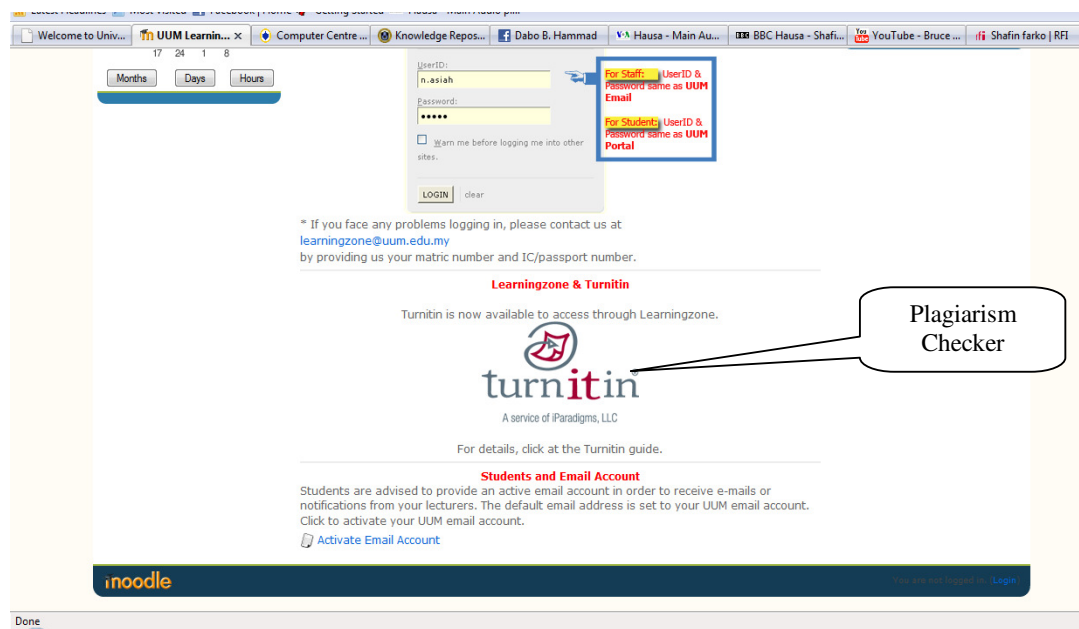 Welcome to Univ... UUM Learnin... x Computer Centre ... Knowledge Repos... Dabo B. Hammad Hausa - Main Au... BBC Hausa - Shafi... YouTube - Bruce ... Shafin farko | RFI
17 24 1 8
Months Days Hours
UserID:
n.asiah
Password:
•••••
Warn me before logging me into other
sites.
LOGIN clear
For Staff: UserID &
Password same as UUM
Email
For Student: UserID &
Password same as UUM
Portal
* If you face any problems logging in, please contact us at
learningzone@uum.edu.my
by providing us your matric number and IC/passport number.
Learningzone & Turnitin
Turnitin is now available to access through Learningzone.
turnitin®
A service of iParadigms, LLC
Plagiarism
Checker
For details, click at the Turnitin guide.
Students and Email Account
Students are advised to provide an active email account in order to receive e-mails or
notifications from your lecturers. The default email address is set to your UUM email account.
Click to activate your UUM email account.
Activate Email Account
moodle
You are not logged in. (Login)
Done